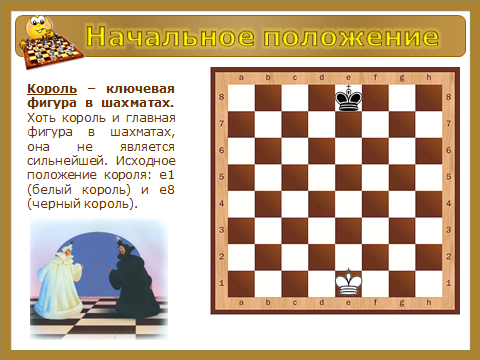 Начальное положение
Король – ключевая
фигура в шахматах.
Хоть король и главная
фигура в шахматах,
она не является
сильнейшей. Исходное
положение короля: e1
(белый король) и e8
(черный король).
a b c d e f g h
8 8
7 7
6 6
5 5
4 4
3 3
2 2
1 1
a b c d e f g h